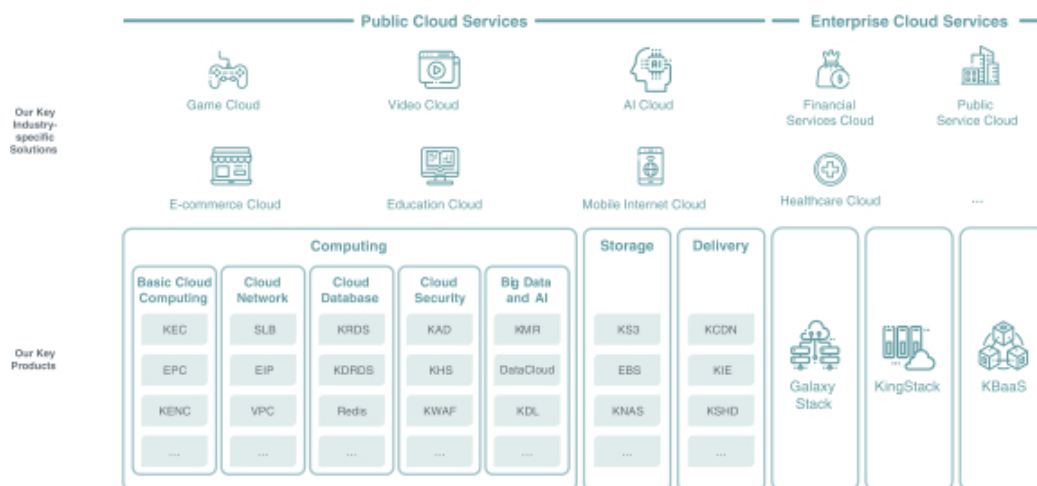 Public Cloud Services
Enterprise Cloud Services
Our Key
Industry-
specific
Solutions
Game Cloud
Video Cloud
AI
AI Cloud
Financial
Services Cloud
Public
Service Cloud
E-commerce Cloud
Education Cloud
Mobile Internet Cloud
Healthcare Cloud
...
Our Key
Products
Computing
Storage
Delivery
Basic Cloud
Computing
Cloud
Network
Cloud
Database
Cloud
Security
Big Data
and AI
KEC
SLB
KRDS
KAD
KMR
KS3
KCDN
EPC
EIP
KDRDS
KHS
DataCloud
EBS
KIE
KENC
VPC
Redis
KWAF
KDL
KNAS
KSHD
...
...
...
...
...
...
...
Galaxy
Stack
KingStack
KBaaS